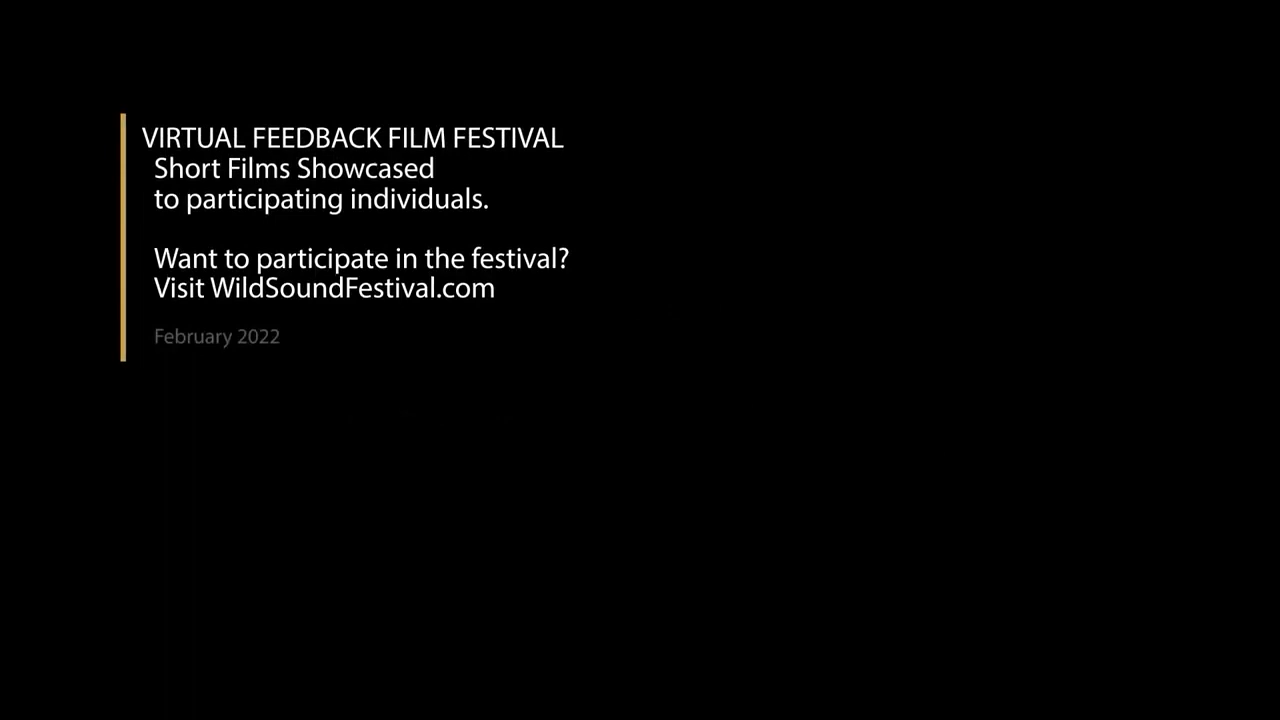 VIRTUAL FEEDBACK FILM FESTIVAL
Short Films Showcased
to participating individuals.
Want to participate in the festival?
Visit WildSoundFestival.com
February 2022